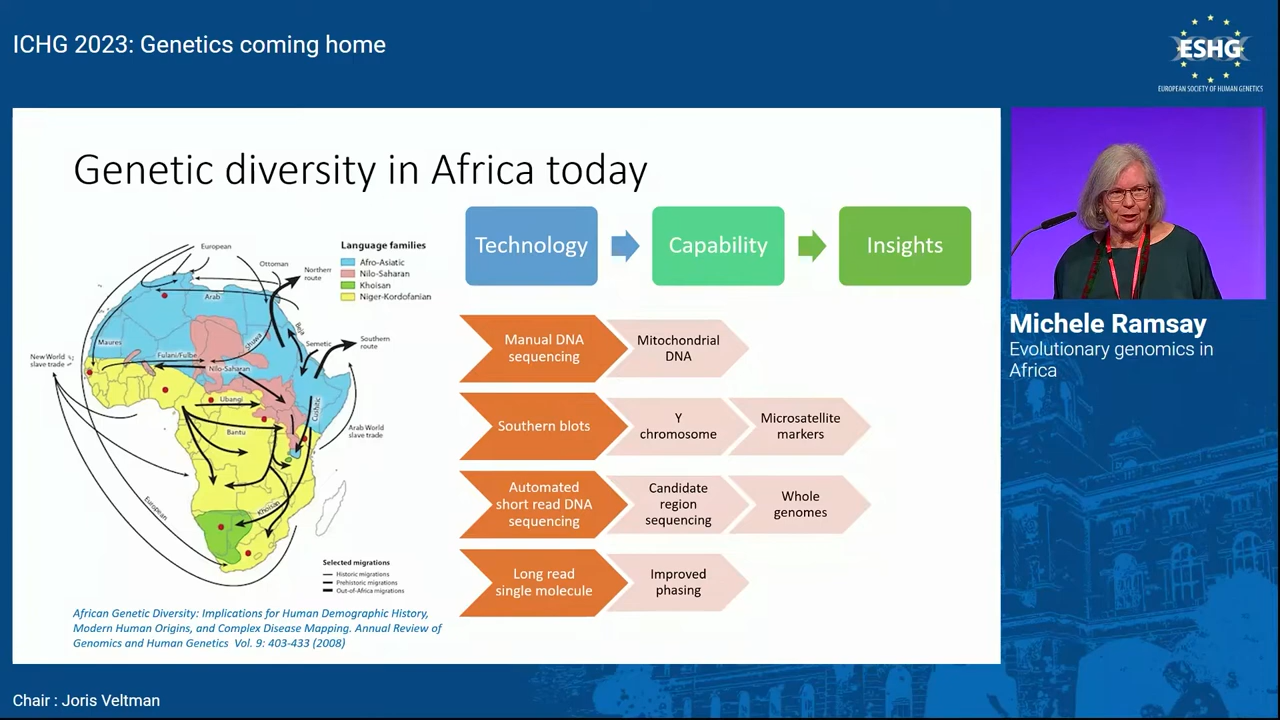 ICHG 2023: Genetics coming home
ESHG
EUROPEAN SOCIETY OF HUMAN GENETICS
Genetic diversity in Africa today
European
Ottoman
Northern
route
Arab
Beja
Semetic
Southern
route
Maures
Shuwa
Fulani/Fulbe
New World
slave trade
Nilo-Saharan
Ubangi
Cushitic
Bantu
Arab World
slave trade
European
Khoisan
Language families
Afro-Asiatic
Nilo-Saharan
Khoisan
Niger-Kordofanian
Selected migrations
Historic migrations
Prehistoric migrations
Out-of-Africa migrations
African Genetic Diversity: Implications for Human Demographic History,
Modern Human Origins, and Complex Disease Mapping. Annual Review of
Genomics and Human Genetics Vol. 9: 403-433 (2008)
Technology
Capability
Insights
Manual DNA
sequencing
Mitochondrial
DNA
Southern blots
Y
chromosome
Microsatellite
markers
Automated
short read DNA
sequencing
Candidate
region
sequencing
Whole
genomes
Long read
single molecule
Improved
phasing
Michele Ramsay
Evolutionary genomics in
Africa
Chair : Joris Veltman